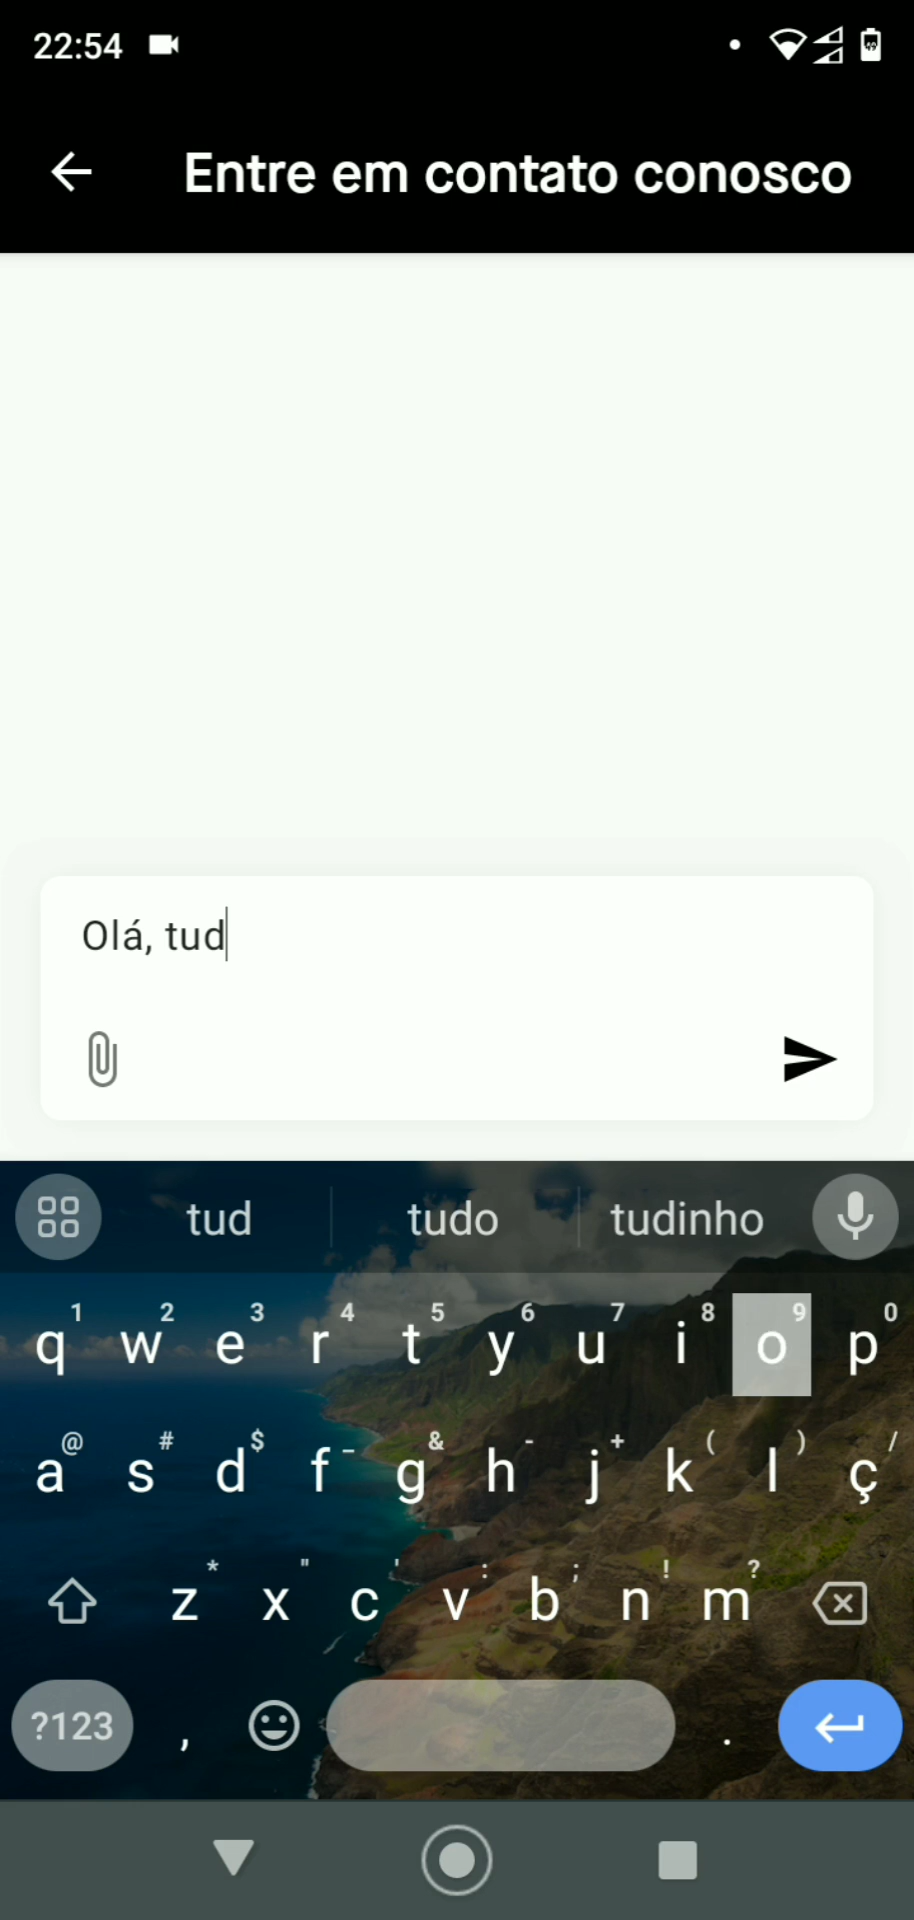 22:54
Entre em contato conosco
Olá, tud
tud tudo tudinho
1 2 3 4 5 6 7 8 9 0
q w e r t y u i o p
@ # $ _ & - + ( ) /
a s d f g h j k l ç
* " ' : ; ! ?
z x c v b n m
?123 , .